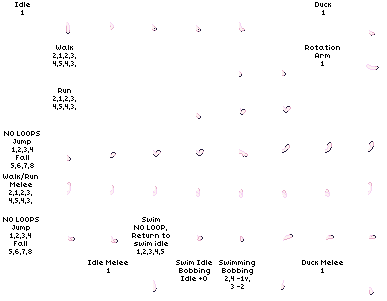 Idle
1
Duck
1
Walk
2,1,2,3,
4,5,4,3,
Rotation
Arm
1
Run
2,1,2,3,
4,5,4,3,
NO LOOPS
Jump
1,2,3,4
Fall
5,6,7,8
Walk/Run
Melee
2,1,2,3,
4,5,4,3,
NO LOOPS
Jump
1,2,3,4
Fall
5,6,7,8
Swim
NO LOOP,
Return to
swim idle
1,2,3,4,5
Idle Melee
1
Swim Idle
Bobbing
Idle +0
Swimming
Bobbing
2,4 -1v,
3 -2
Duck Melee
1